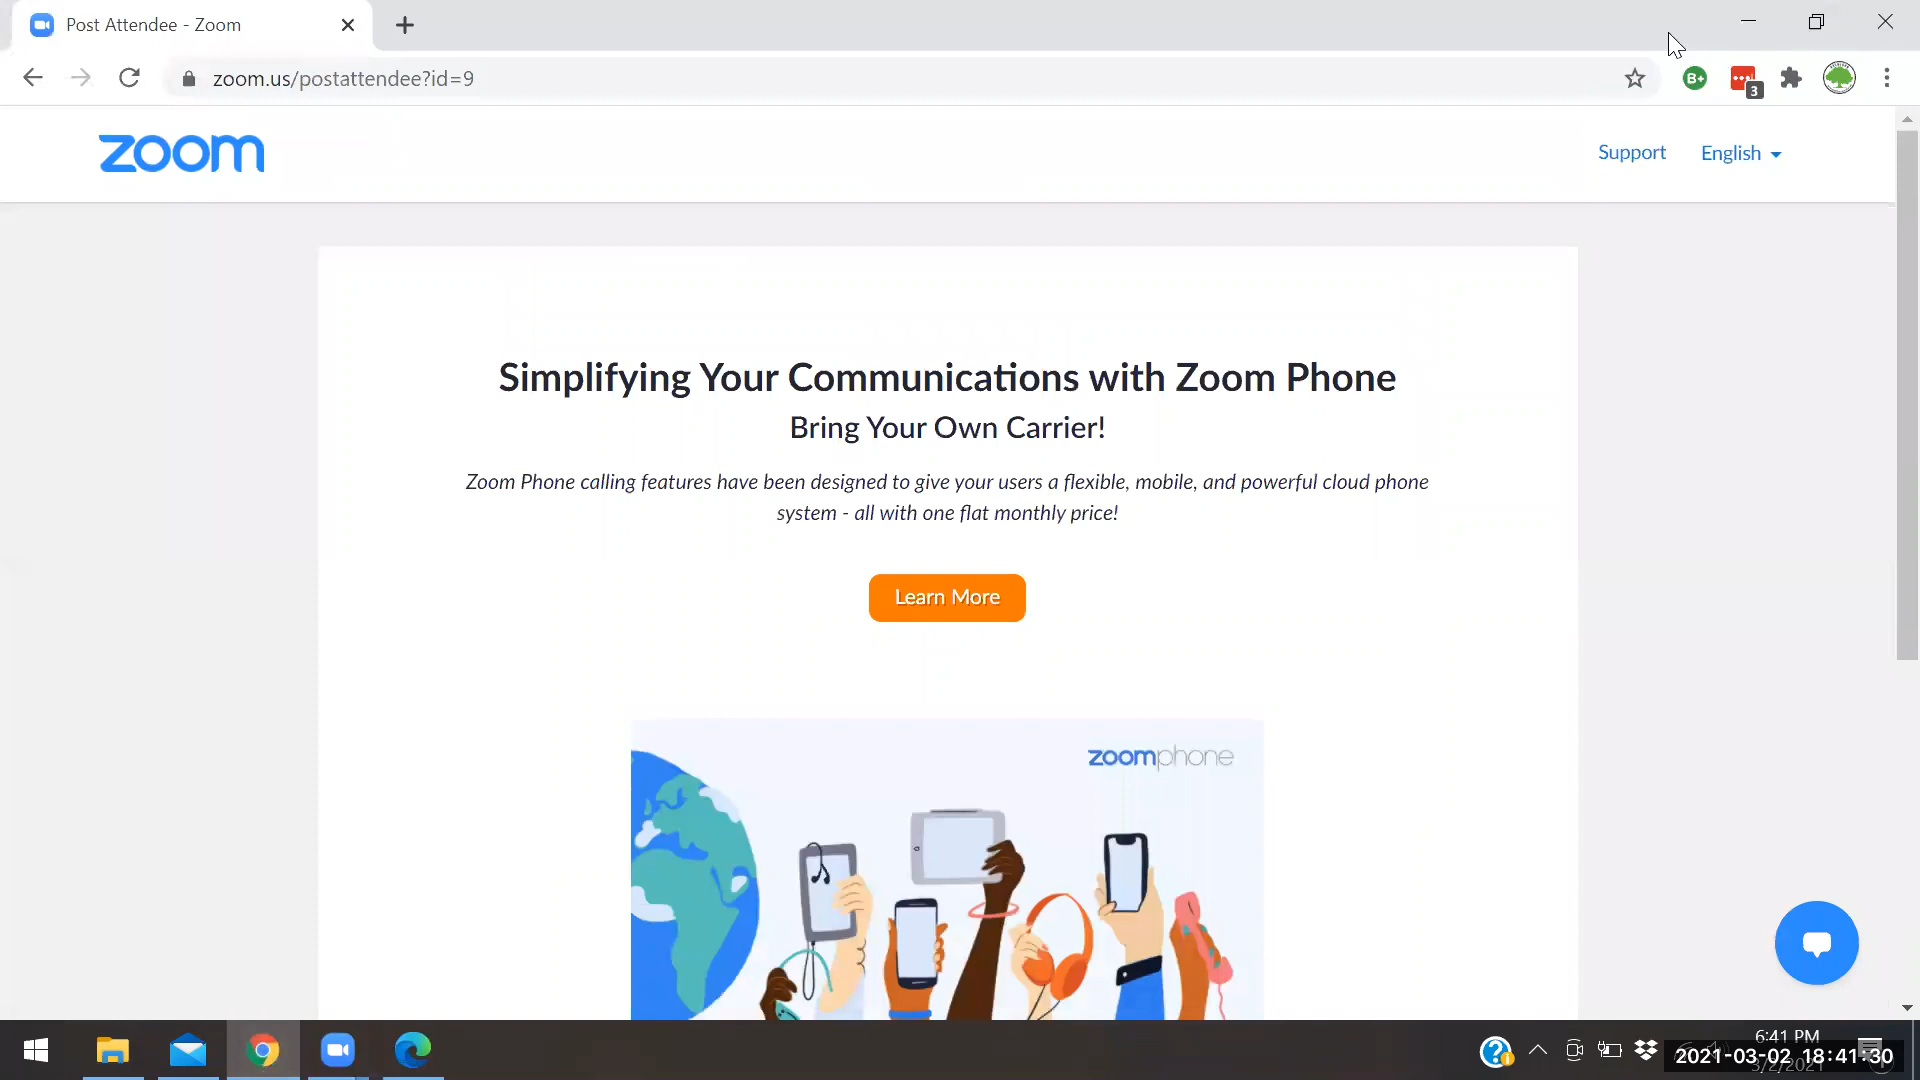 Post Attendee - Zoom
zoom.us/postattendee?id=9
B+
3
zoom
Support
English
Simplifying Your Communications with Zoom Phone
Bring Your Own Carrier!
Zoom Phone calling features have been designed to give your users a flexible, mobile, and powerful cloud phone
system - all with one flat monthly price!
Learn More
zoomphone
6:41 PM
2021-03-02 18:41:30